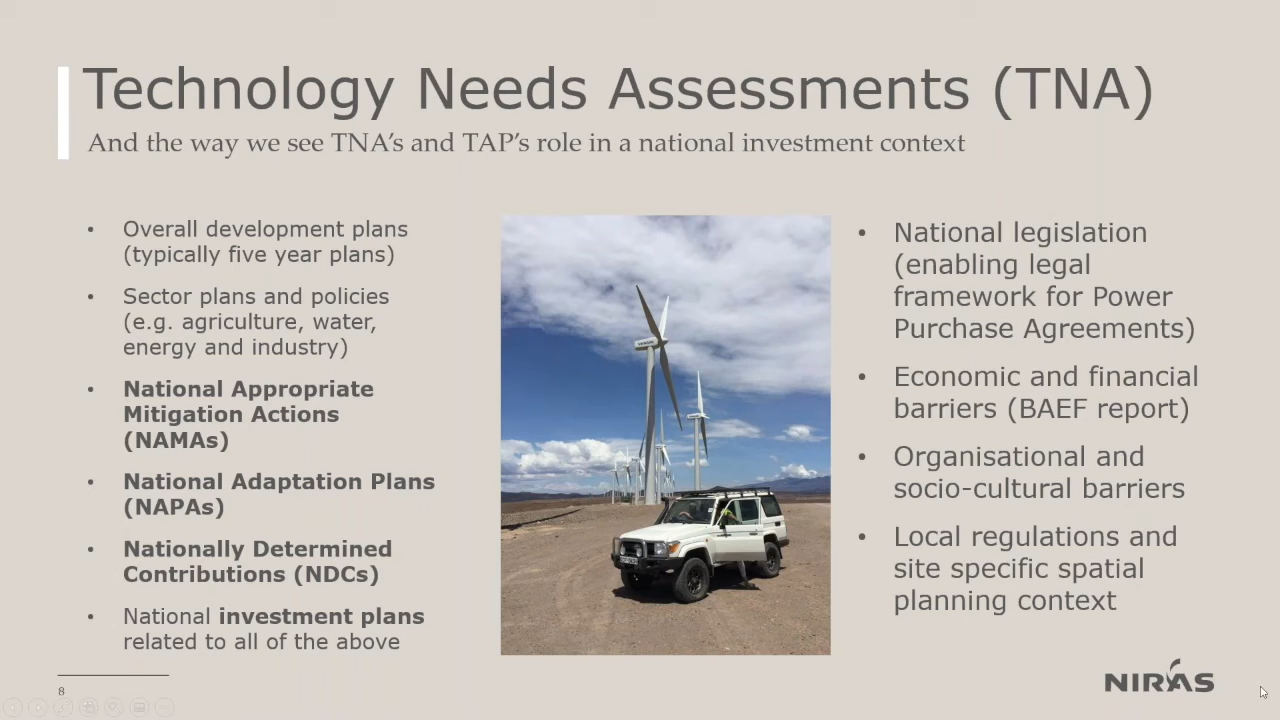 Technology Needs Assessments (TNA)
And the way we see TNA's and TAP's role in a national investment context
• Overall development plans
(typically five year plans)
• Sector plans and policies
(e.g. agriculture, water,
energy and industry)
• National Appropriate
Mitigation Actions
(NAMAs)
• National Adaptation Plans
(NAPAs)
• Nationally Determined
Contributions (NDCs)
• National investment plans
related to all of the above
• National legislation
(enabling legal
framework for Power
Purchase Agreements)
• Economic and financial
barriers (BAEF report)
• Organisational and
socio-cultural barriers
• Local regulations and
site specific spatial
planning context
8
NIRAS